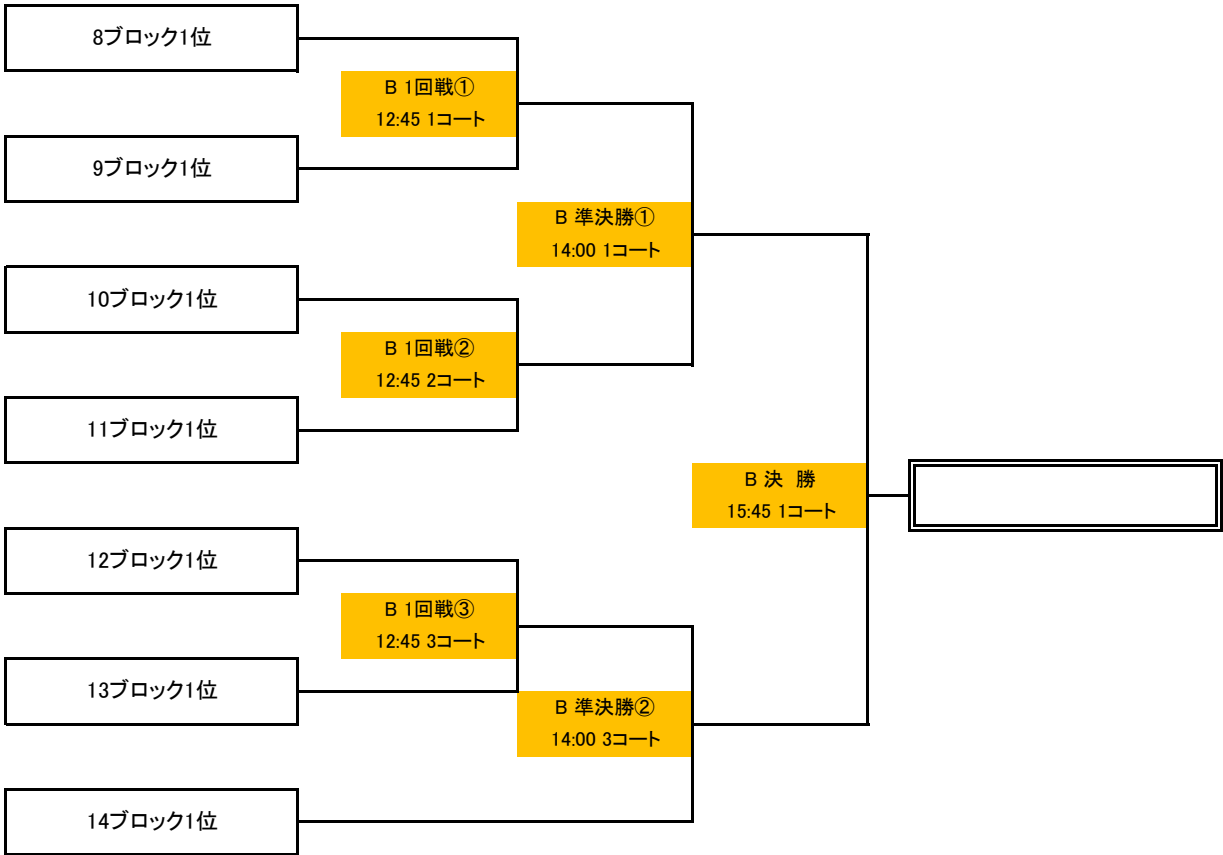 8ブロック1位
B 1回戦①
12:45 1コート
9ブロック1位
B 準決勝①
14:00 1コート
10ブロック1位
B 1回戦②
12:45 2コート
11ブロック1位
B 決　勝
15:45 1コート
12ブロック1位
B 1回戦③
12:45 3コート
13ブロック1位
B 準決勝②
14:00 3コート
14ブロック1位